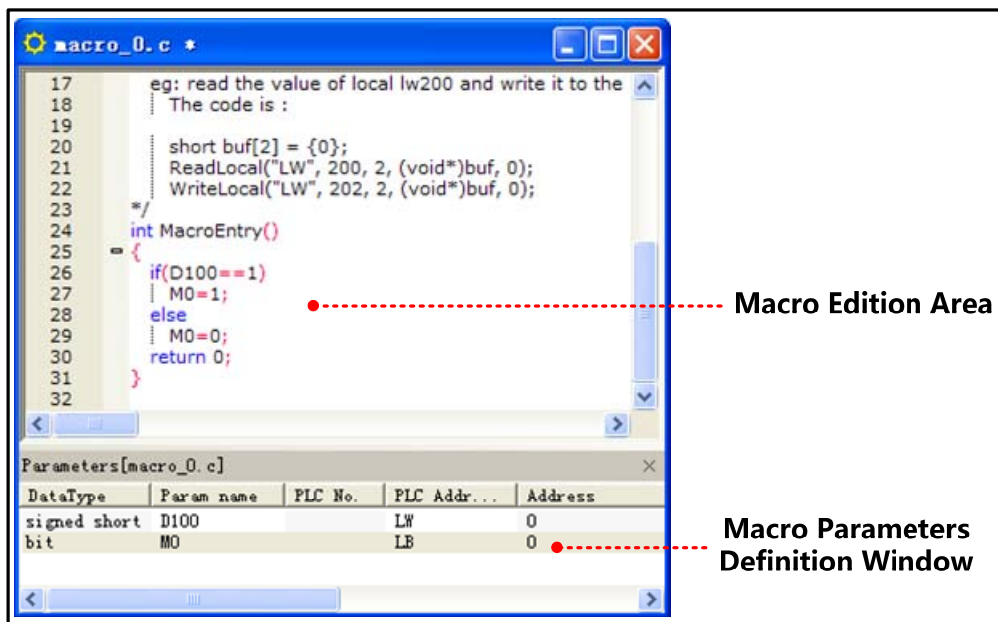 macro_0.c *
17 eg: read the value of local lw200 and write it to the
18 The code is :
19
20 short buf[2] = {0};
21 ReadLocal("LW", 200, 2, (void*)buf, 0);
22 WriteLocal("LW", 202, 2, (void*)buf, 0);
23 */
24 int MacroEntry()
25 {
26 if(D100==1)
27 M0=1;
28 else
29 M0=0;
30 return 0;
31 }
32
Macro Edition Area
Parameters[macro_0.c]
DataType Param name PLC No. PLC Addr... Address
signed short D100 LW 0
bit M0 LB 0
Macro Parameters
Definition Window